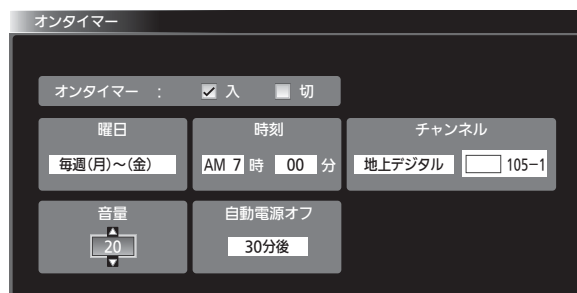 オンタイマー
オンタイマー : 入 切
曜日 時刻 チャンネル
毎週(月)~(金) AM 7 時 00 分 地上デジタル 105-1
音量 自動電源オフ
20 30分後